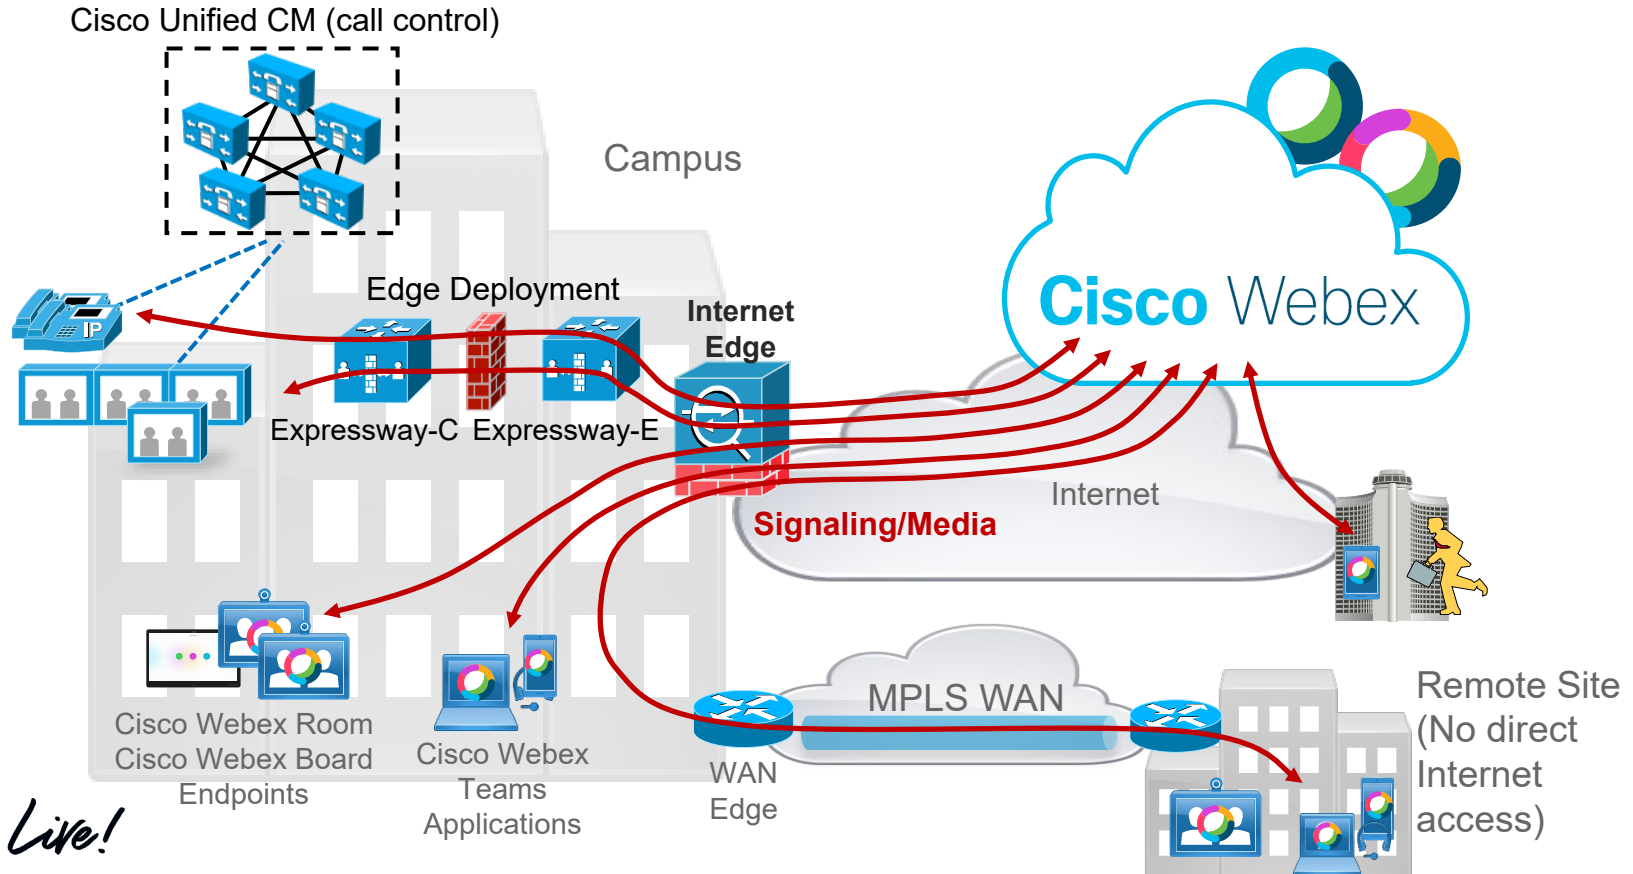 Cisco Unified CM (call control)
Campus
Edge Deployment
Internet
Edge
IP
Cisco Webex
Expressway-C
Expressway-E
Internet
Signaling/Media
MPLS WAN
Remote Site
(No direct
Internet
access)
Cisco Webex Room
Cisco Webex Board
Endpoints
Cisco Webex
Teams
Applications
WAN
Edge
Live!